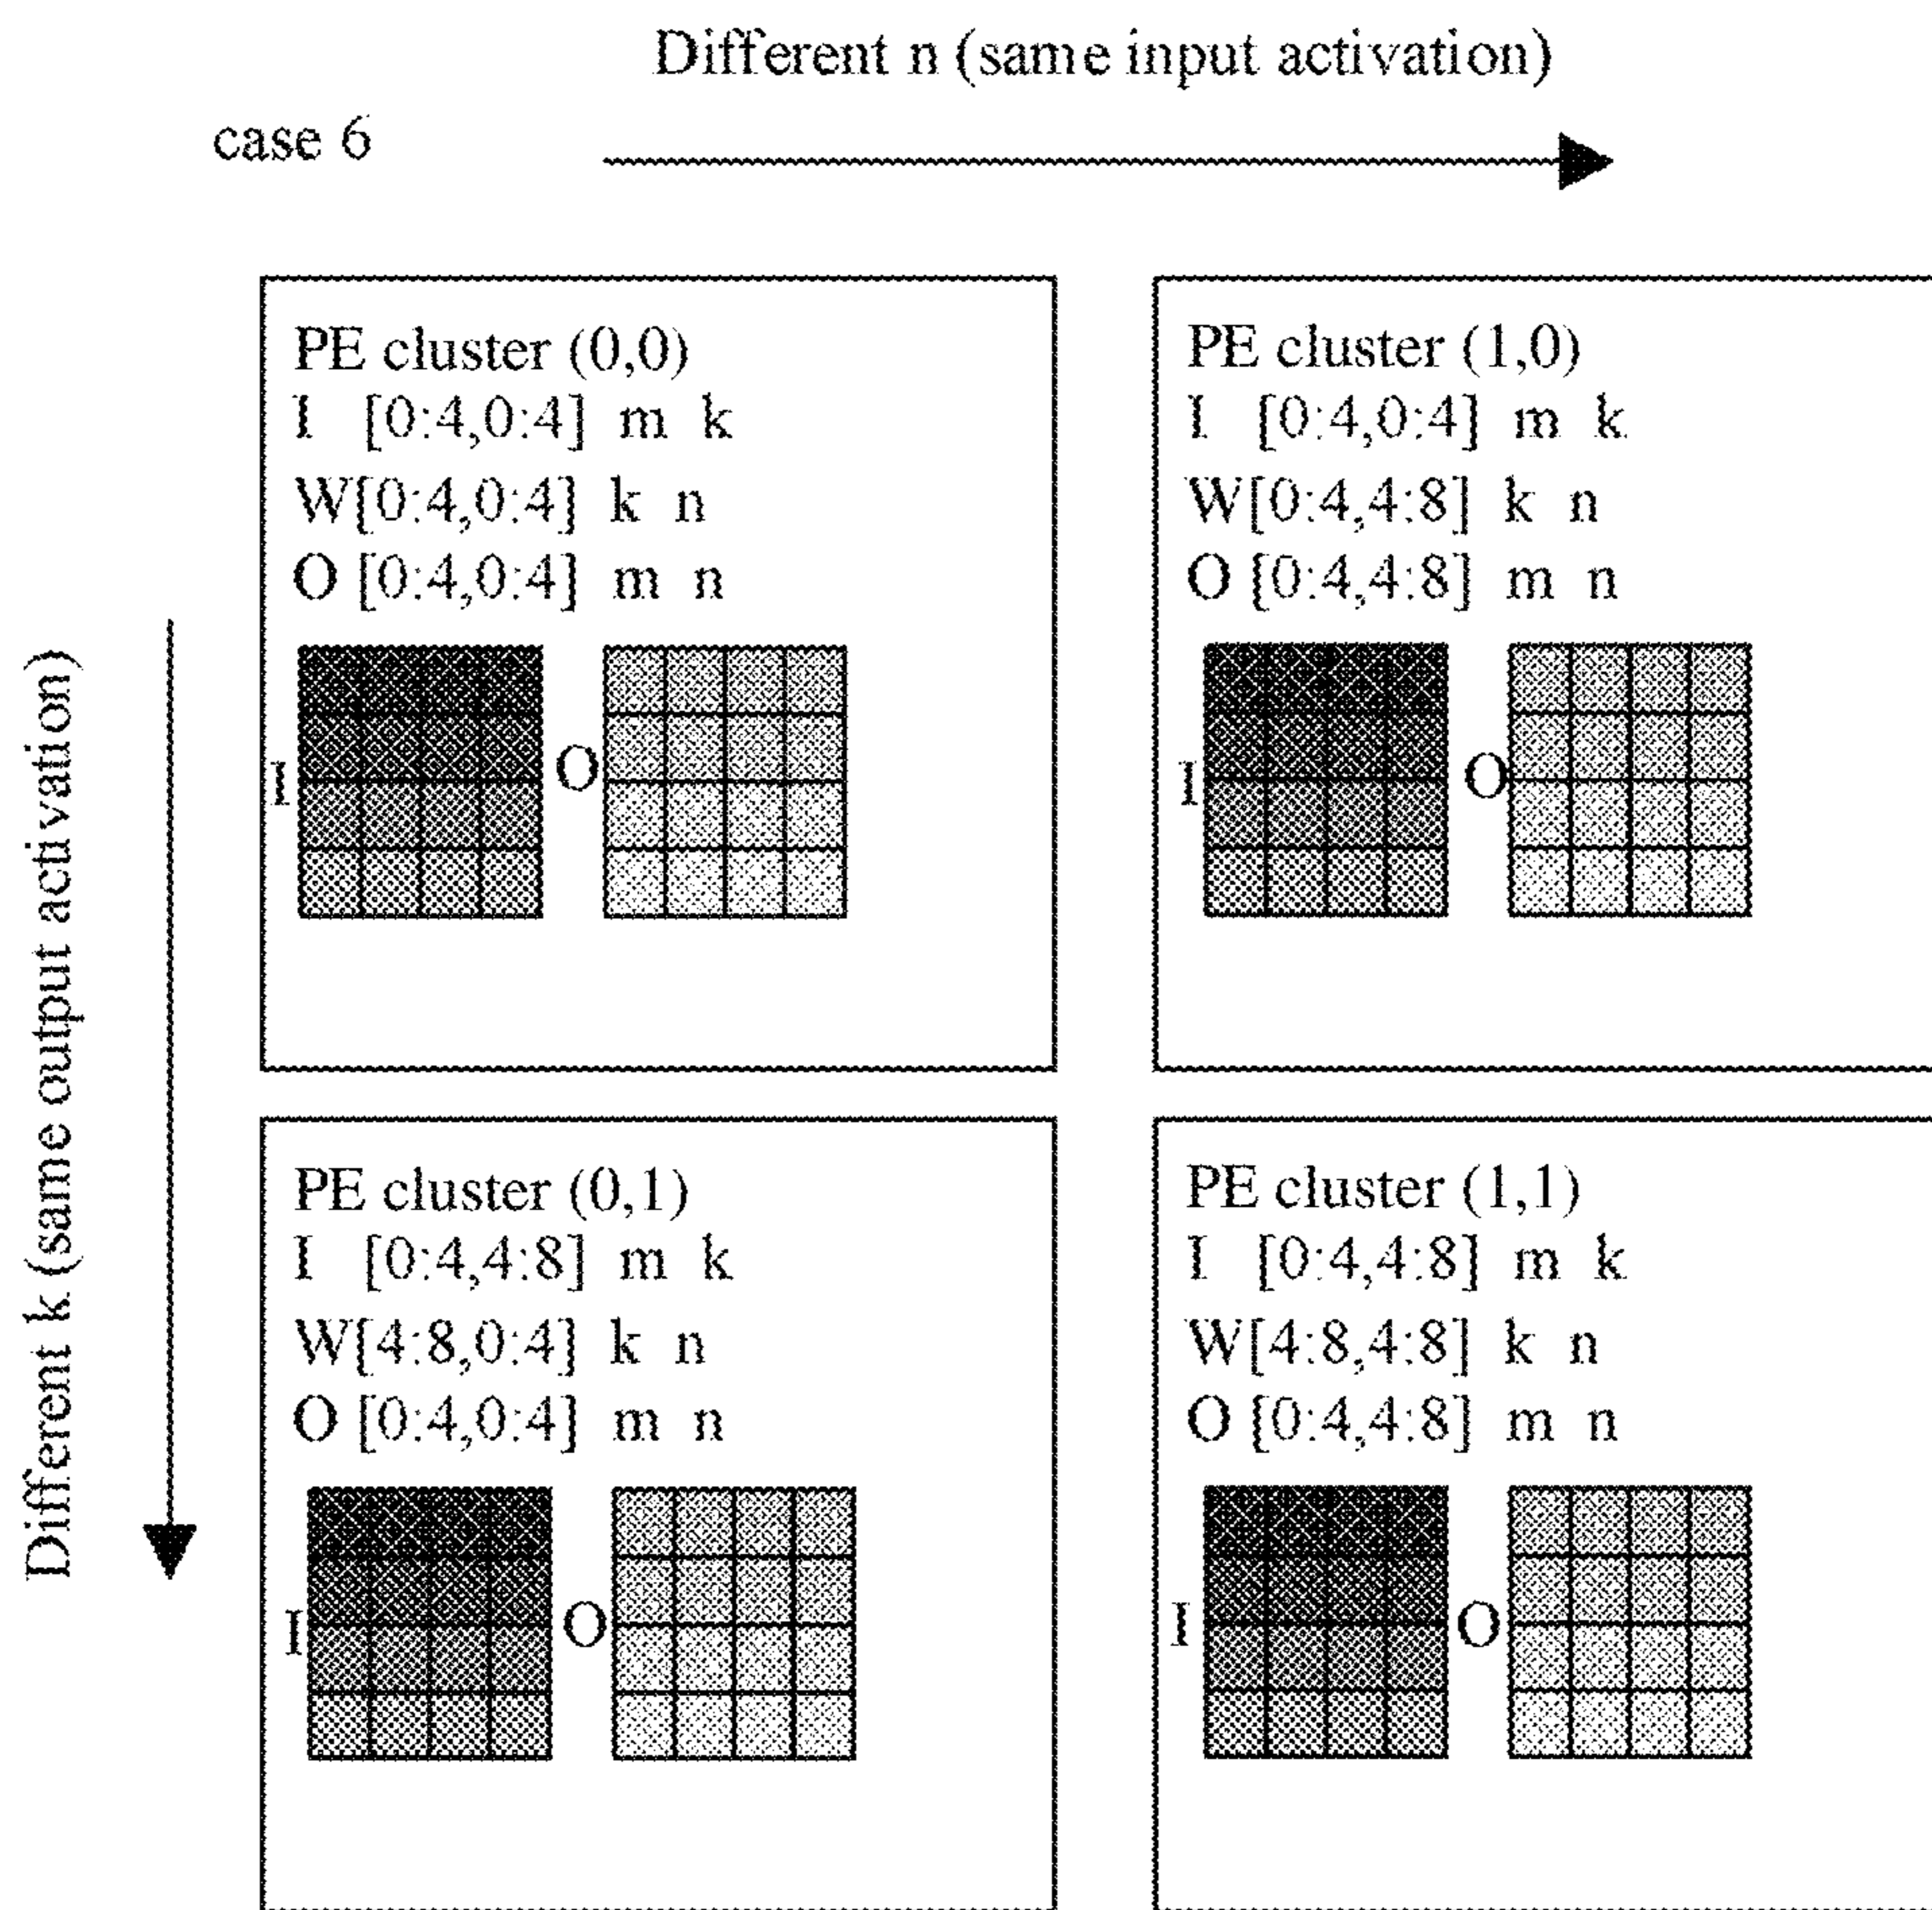 Different n (same input activation)
case 6
Different k (same output activation)
PE cluster (0,0)
I [0:4,0:4] m k
W[0:4,0:4] k n
O [0:4,0:4] m n
I
O
PE cluster (1,0)
I [0:4,0:4] m k
W[0:4,4:8] k n
O [0:4,4:8] m n
I
O
PE cluster (0,1)
I [0:4,4:8] m k
W[4:8,0:4] k n
O [0:4,0:4] m n
I
O
PE cluster (1,1)
I [0:4,4:8] m k
W[4:8,4:8] k n
O [0:4,4:8] m n
I
O